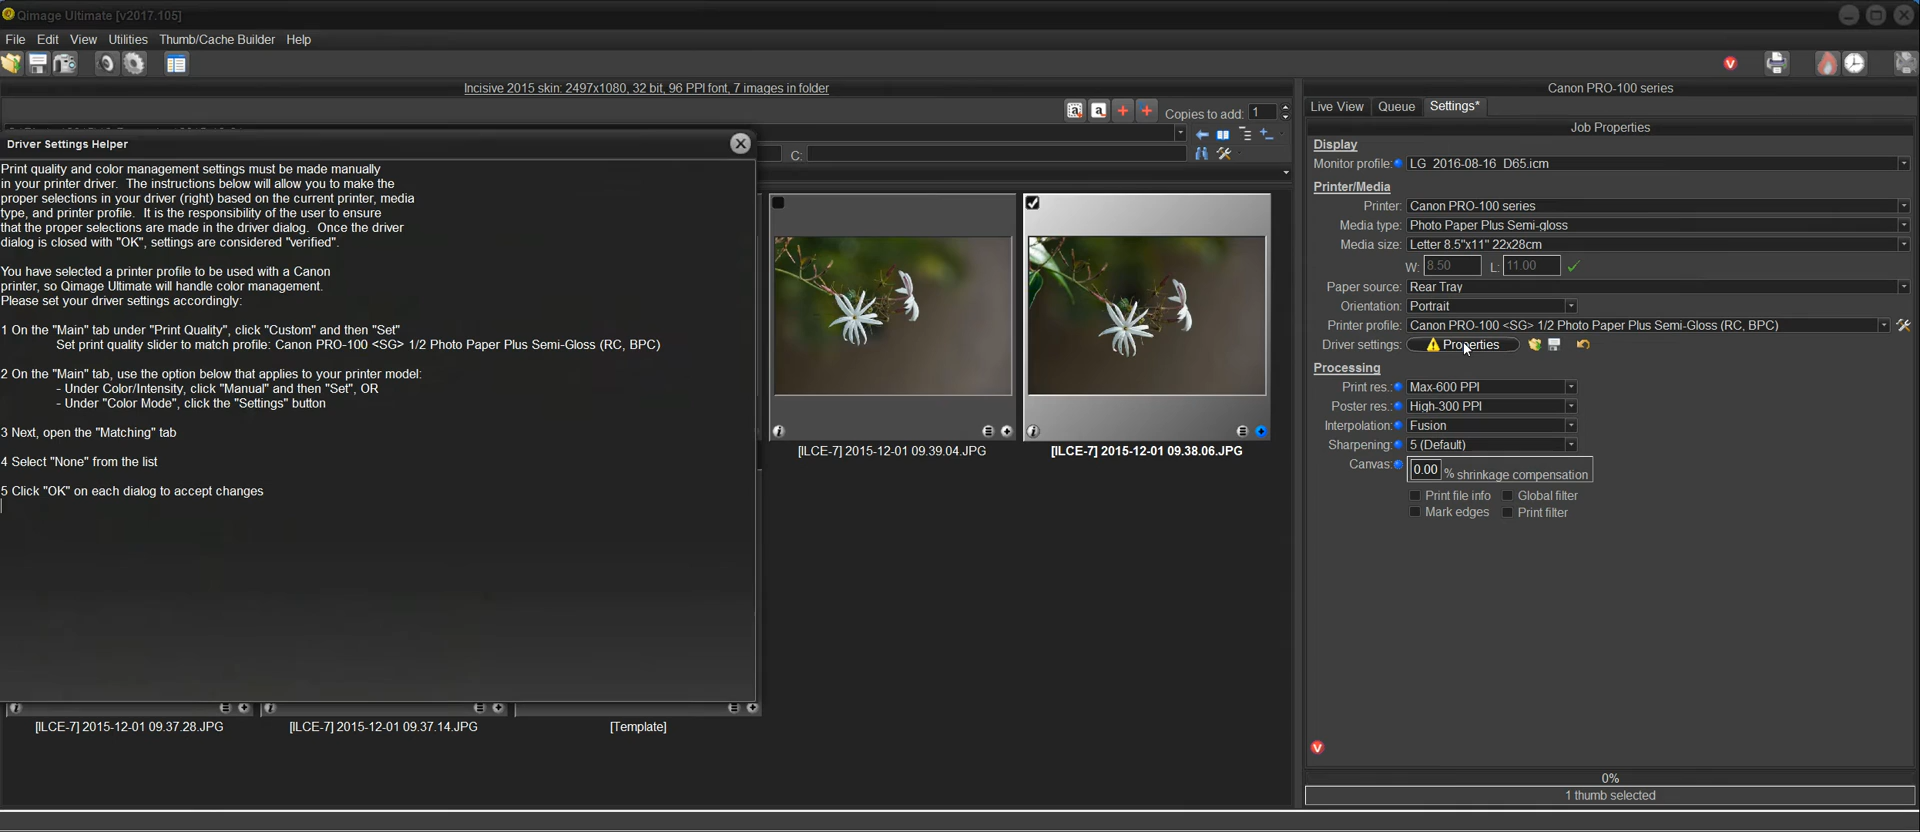 Qimage Ultimate [v2017.105]
File Edit View Utilities Thumb/Cache Builder Help
Incisive 2015 skin: 2497x1080, 32 bit, 96 PPI font, 7 images in folder
Copies to add: 1
C:
Driver Settings Helper
Print quality and color management settings must be made manually
in your printer driver. The instructions below will allow you to make the
proper selections in your driver (right) based on the current printer, media
type, and printer profile. It is the responsibility of the user to ensure
that the proper selections are made in the driver dialog. Once the driver
dialog is closed with "OK", settings are considered "verified".
You have selected a printer profile to be used with a Canon
printer, so Qimage Ultimate will handle color management.
Please set your driver settings accordingly:
1 On the "Main" tab under "Print Quality", click "Custom" and then "Set"
Set print quality slider to match profile: Canon PRO-100 <SG> 1/2 Photo Paper Plus Semi-Gloss (RC, BPC)
2 On the "Main" tab, use the option below that applies to your printer model:
- Under Color/Intensity, click "Manual" and then "Set", OR
- Under "Color Mode", click the "Settings" button
3 Next, open the "Matching" tab
4 Select "None" from the list
5 Click "OK" on each dialog to accept changes
[ILCE-7] 2015-12-01 09.39.04.JPG
[ILCE-7] 2015-12-01 09.38.06.JPG
[ILCE-7] 2015-12-01 09.37.28.JPG
[ILCE-7] 2015-12-01 09.37.14.JPG
[Template]
Canon PRO-100 series
Live View Queue Settings*
Job Properties
Display
Monitor profile: LG 2016-08-16 D65.icm
Printer/Media
Printer: Canon PRO-100 series
Media type: Photo Paper Plus Semi-gloss
Media size: Letter 8.5"x11" 22x28cm
W: 8.50 L: 11.00
Paper source: Rear Tray
Orientation: Portrait
Printer profile: Canon PRO-100 <SG> 1/2 Photo Paper Plus Semi-Gloss (RC, BPC)
Driver settings: Properties
Processing
Print res.: Max-600 PPI
Poster res.: High-300 PPI
Interpolation: Fusion
Sharpening: 5 (Default)
Canvas: 0.00 % shrinkage compensation
Print file info Global filter
Mark edges Print filter
0%
1 thumb selected